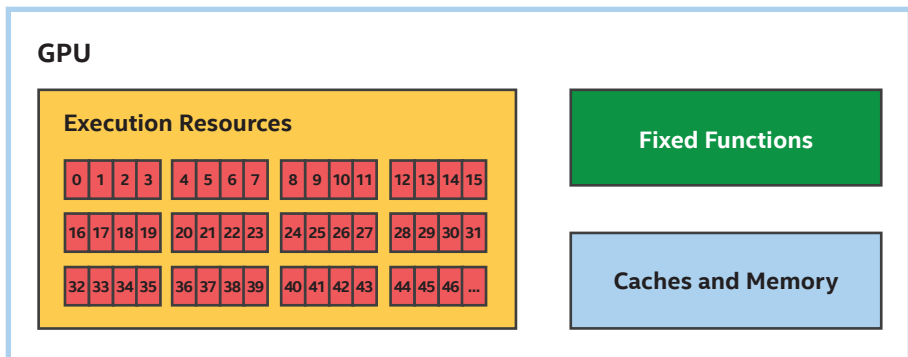 GPU
Execution Resources
0 1 2 3 4 5 6 7 8 9 10 11 12 13 14 15
16 17 18 19 20 21 22 23 24 25 26 27 28 29 30 31
32 33 34 35 36 37 38 39 40 41 42 43 44 45 46 ...
Fixed Functions
Caches and Memory